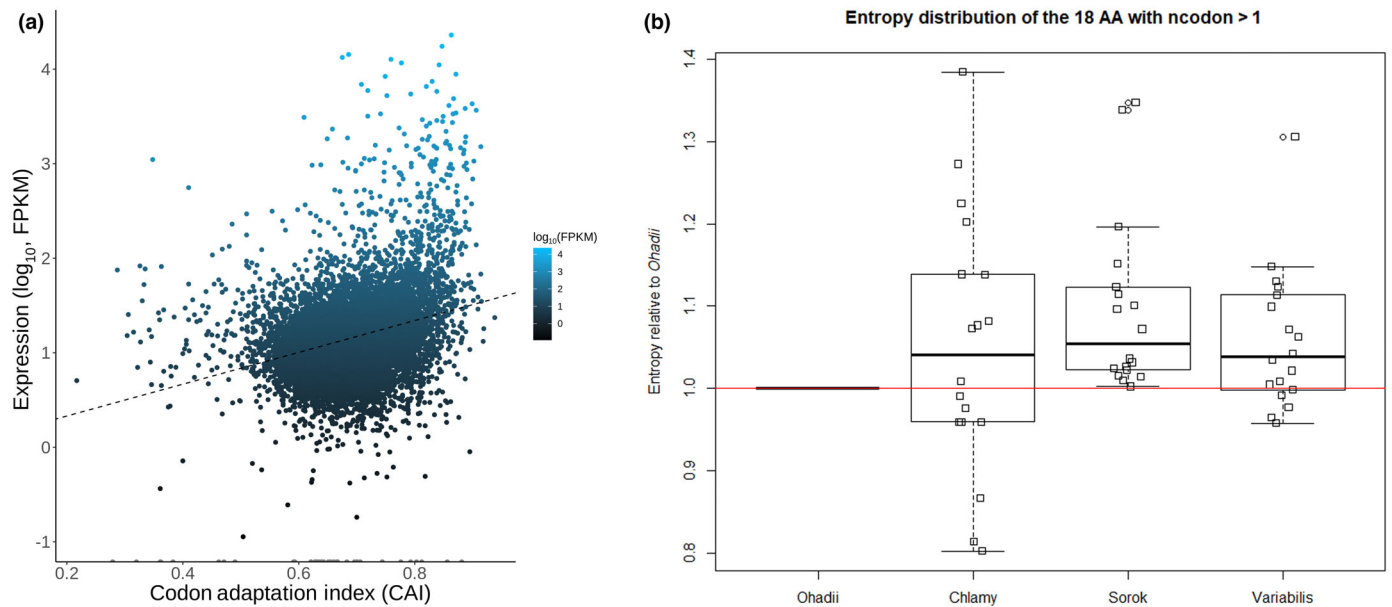 (a)
Expression (log10, FPKM)
4
3
2
1
0
-1
0.2 0.4 0.6 0.8
Codon adaptation index (CAI)
log10(FPKM)
4
3
2
1
0
(b)
Entropy distribution of the 18 AA with ncodon > 1
Entropy relative to Ohadii
1.4
1.3
1.2
1.1
1.0
0.9
0.8
Ohadii Chlamy Sorok Variabilis